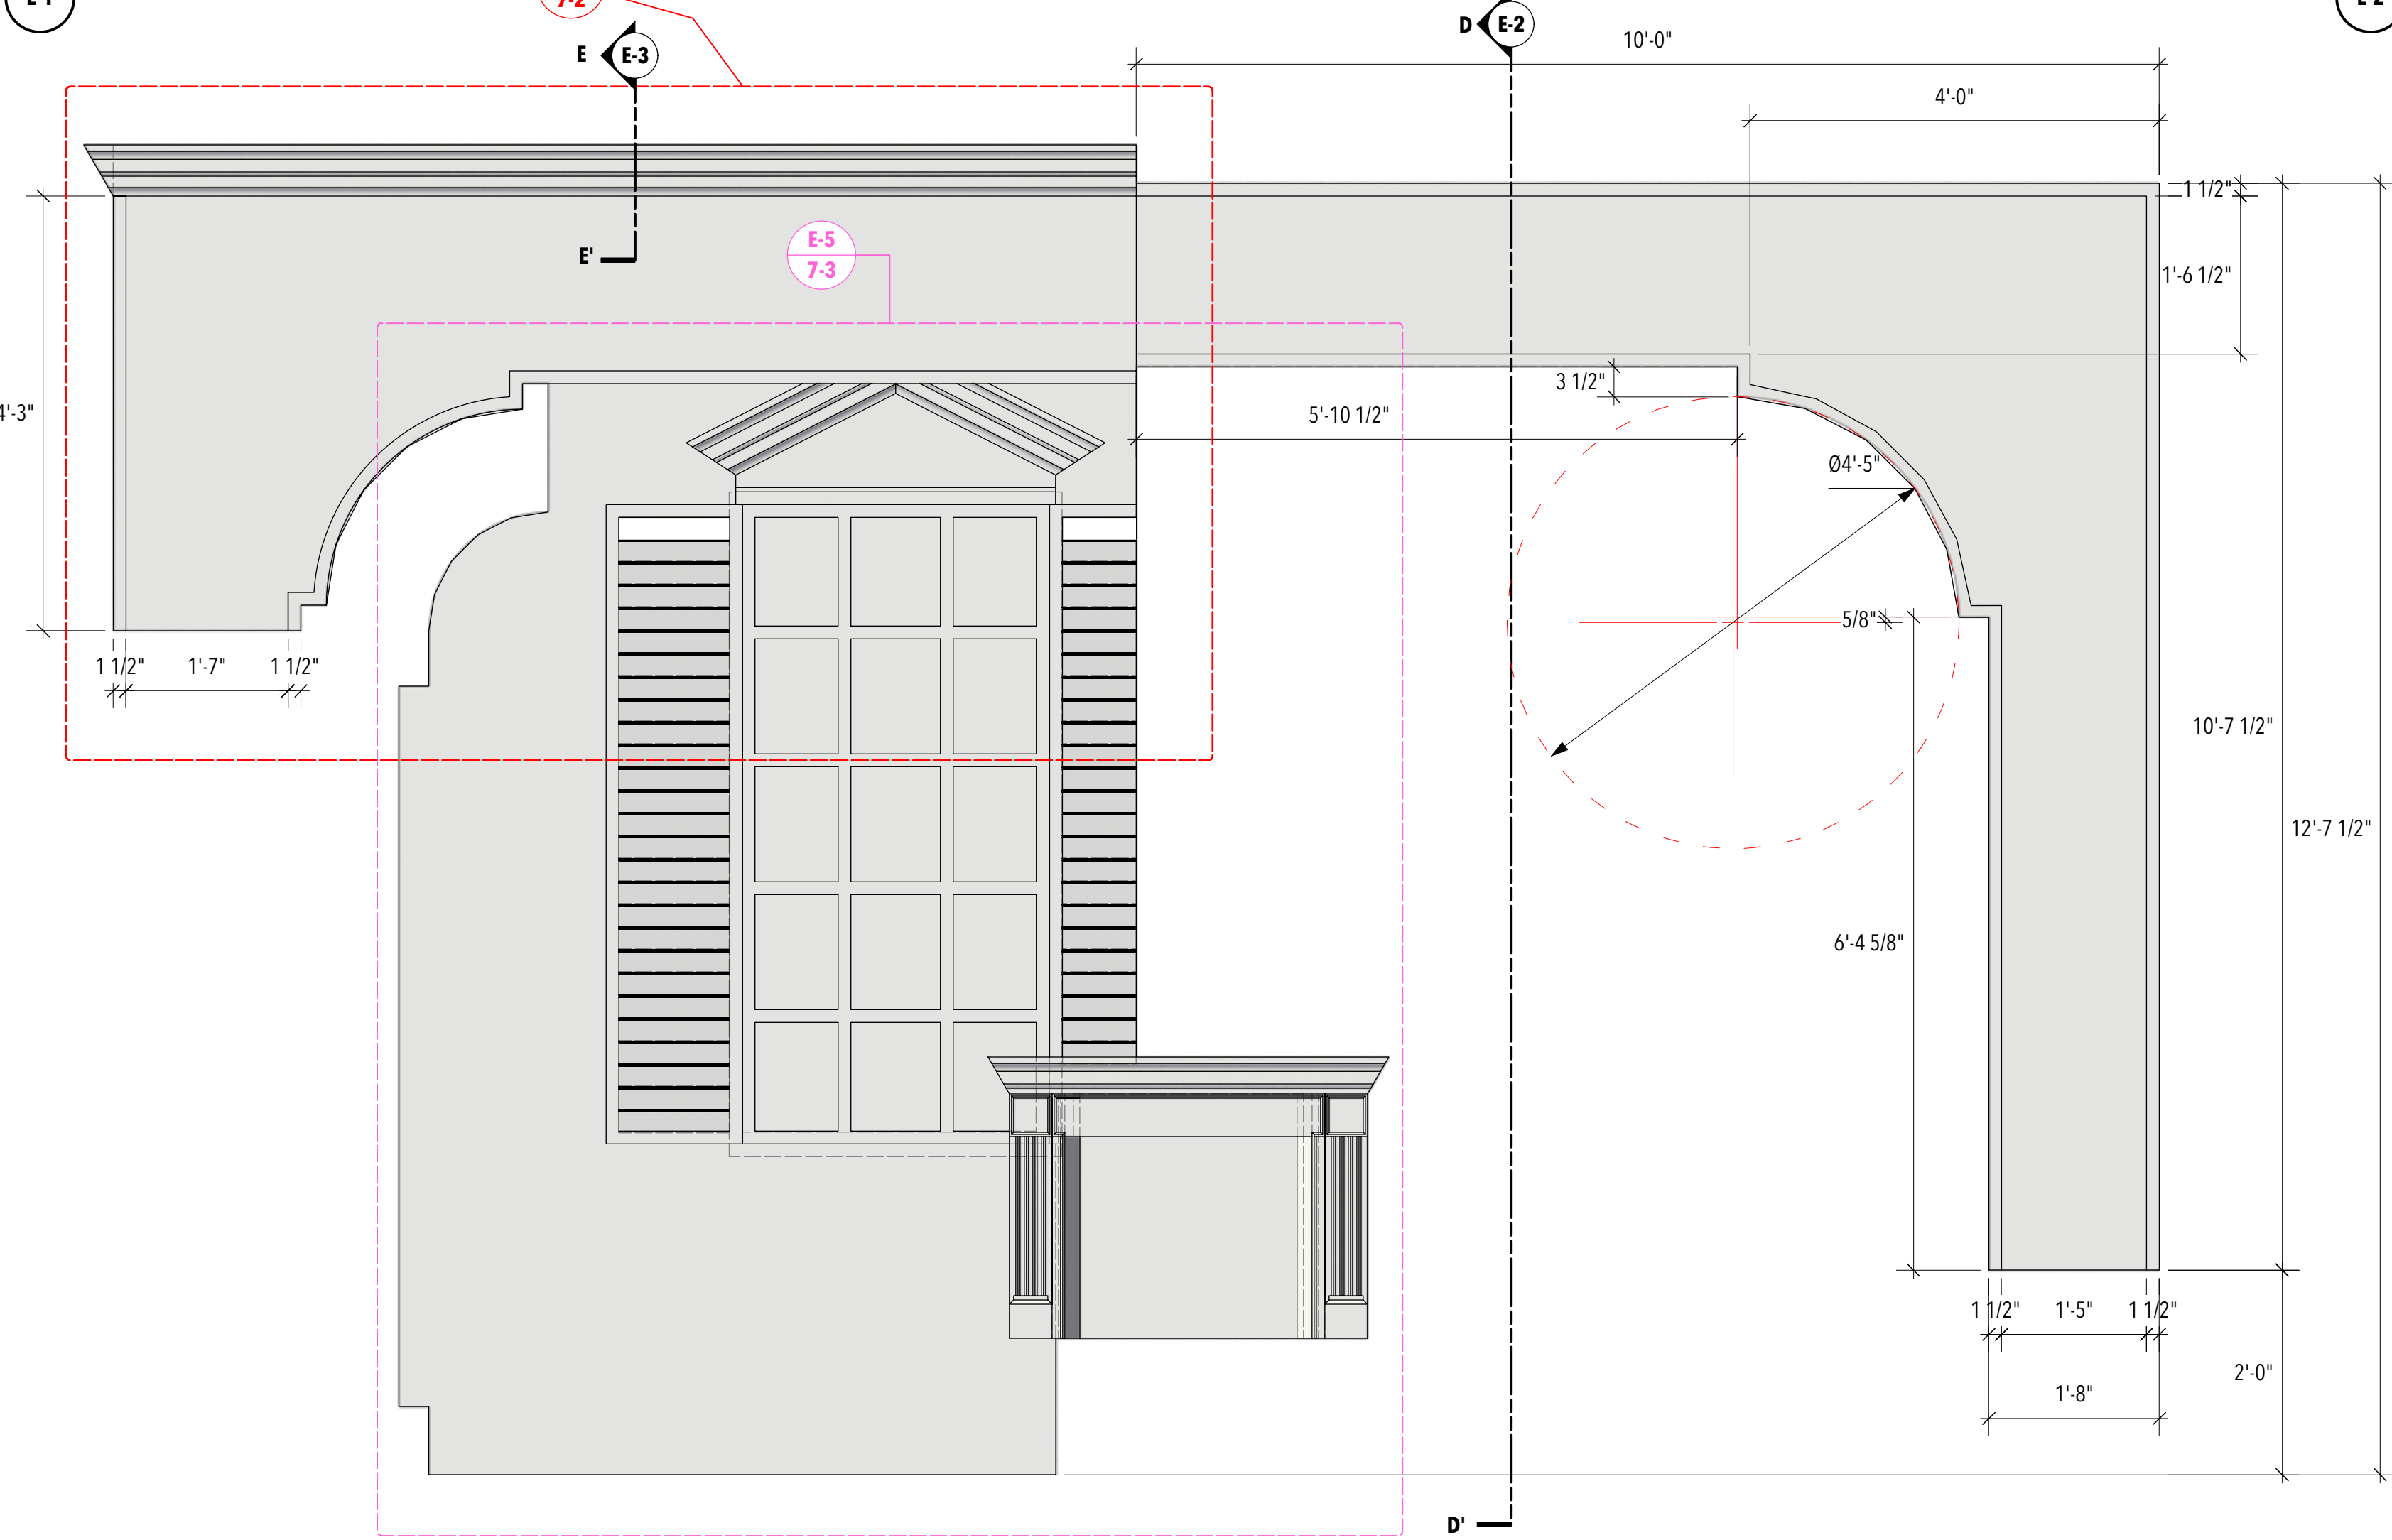 7-2
E
E-3
D
E-2
10'-0"
4'-0"
1 1/2"
E'
E-5
7-3
1'-6 1/2"
3 1/2"
4'-3"
5'-10 1/2"
Ø4'-5"
5/8"
1 1/2"
1'-7"
1 1/2"
10'-7 1/2"
12'-7 1/2"
6'-4 5/8"
1 1/2"
1'-5"
1 1/2"
2'-0"
1'-8"
D'